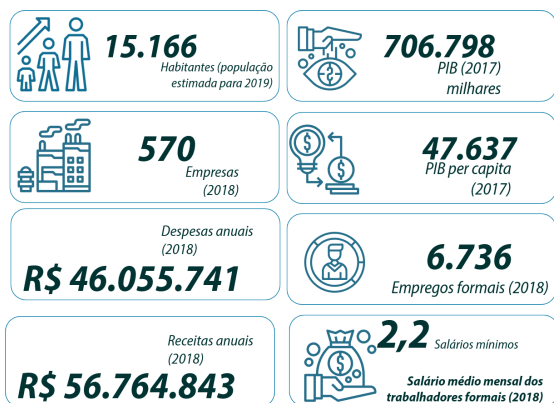 15.166
Habitantes (população
estimada para 2019)
706.798
PIB (2017)
milhares
570
Empresas
(2018)
47.637
PIB per capita
(2017)
Despesas anuais
(2018)
R$ 46.055.741
6.736
Empregos formais (2018)
Receitas anuais
(2018)
R$ 56.764.843
2,2 Salários mínimos
Salário médio mensal dos
trabalhadores formais (2018)